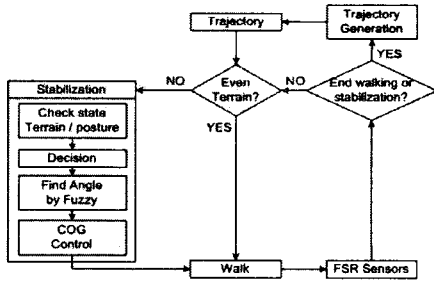 Trajectory
Trajectory
Generation
YES
NO
Even
Terrain?
NO
End walking or
stabilization?
YES
Stabilization
Check state
Terrain / posture
Decision
Find Angle
by Fuzzy
COG
Control
Walk
FSR Sensors